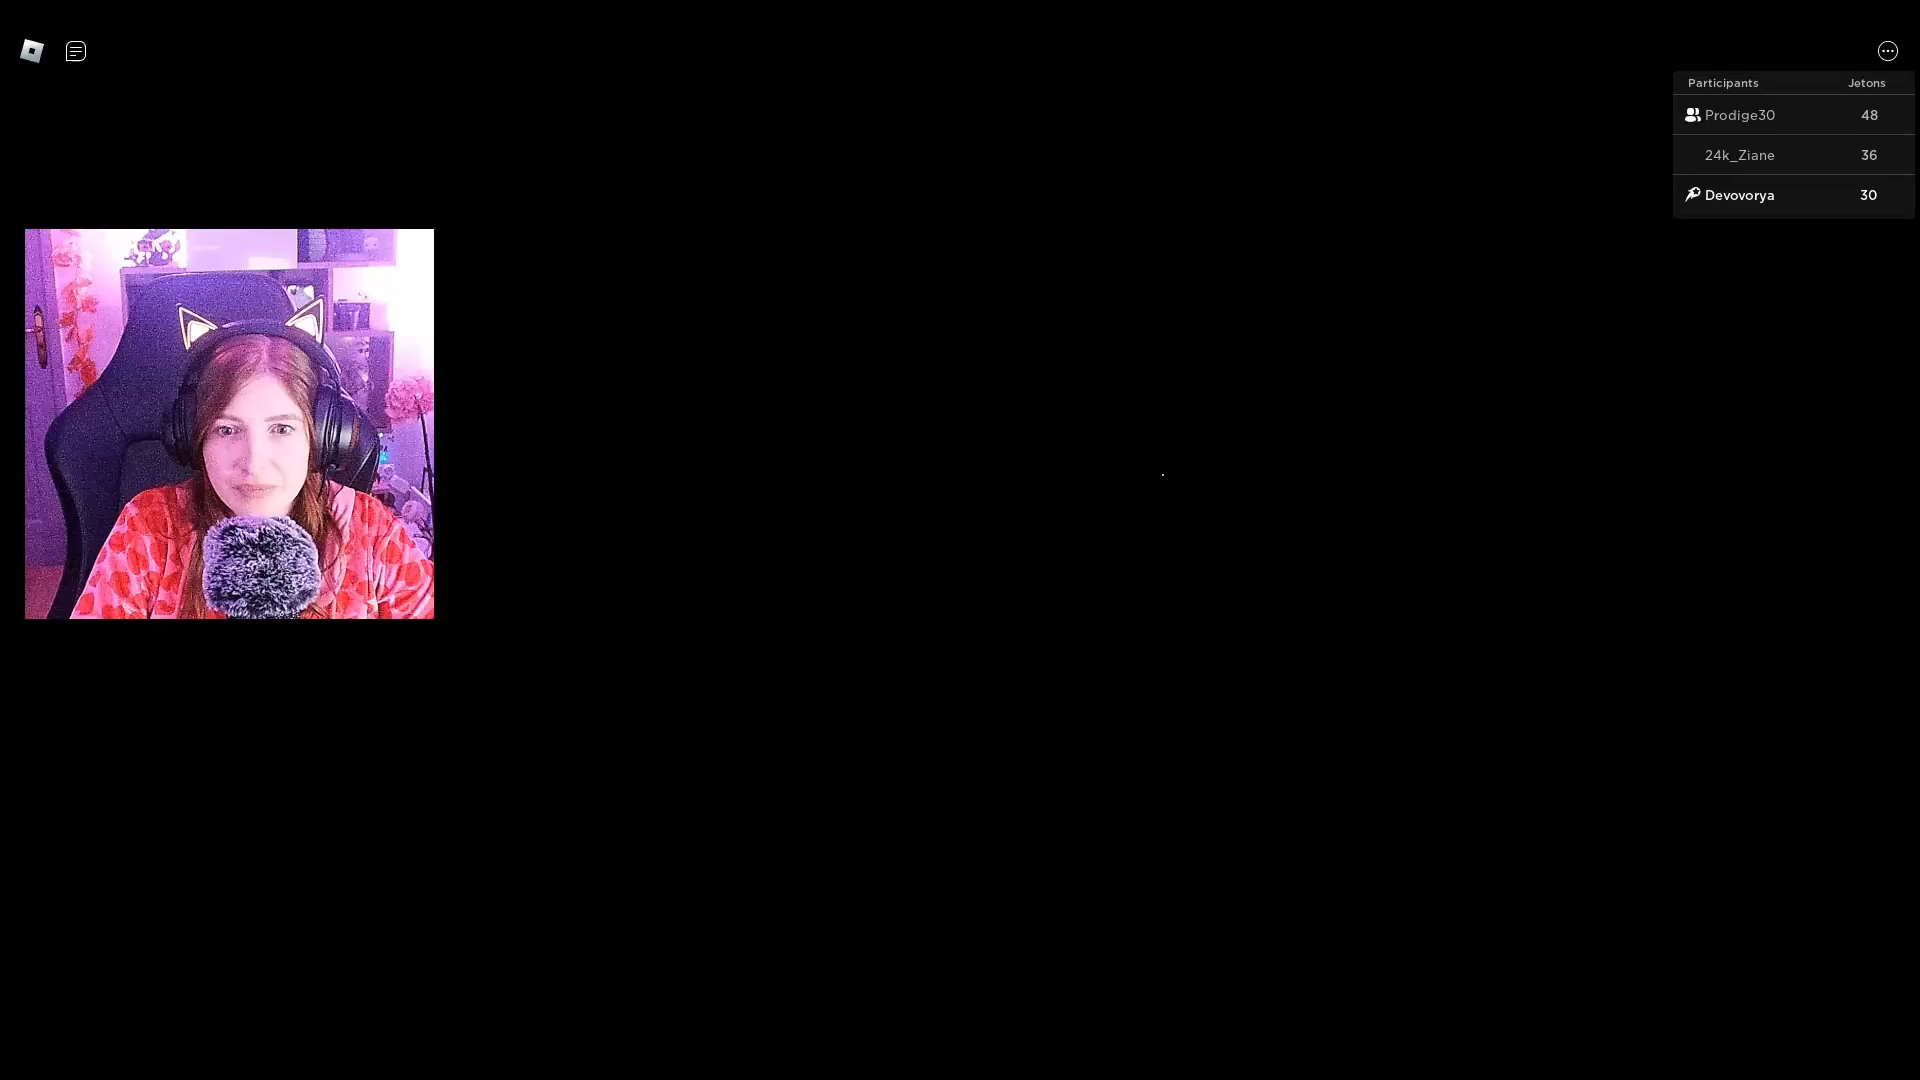 Participants Jetons
Prodige30 48
24k_Ziane 36
Devovorya 30